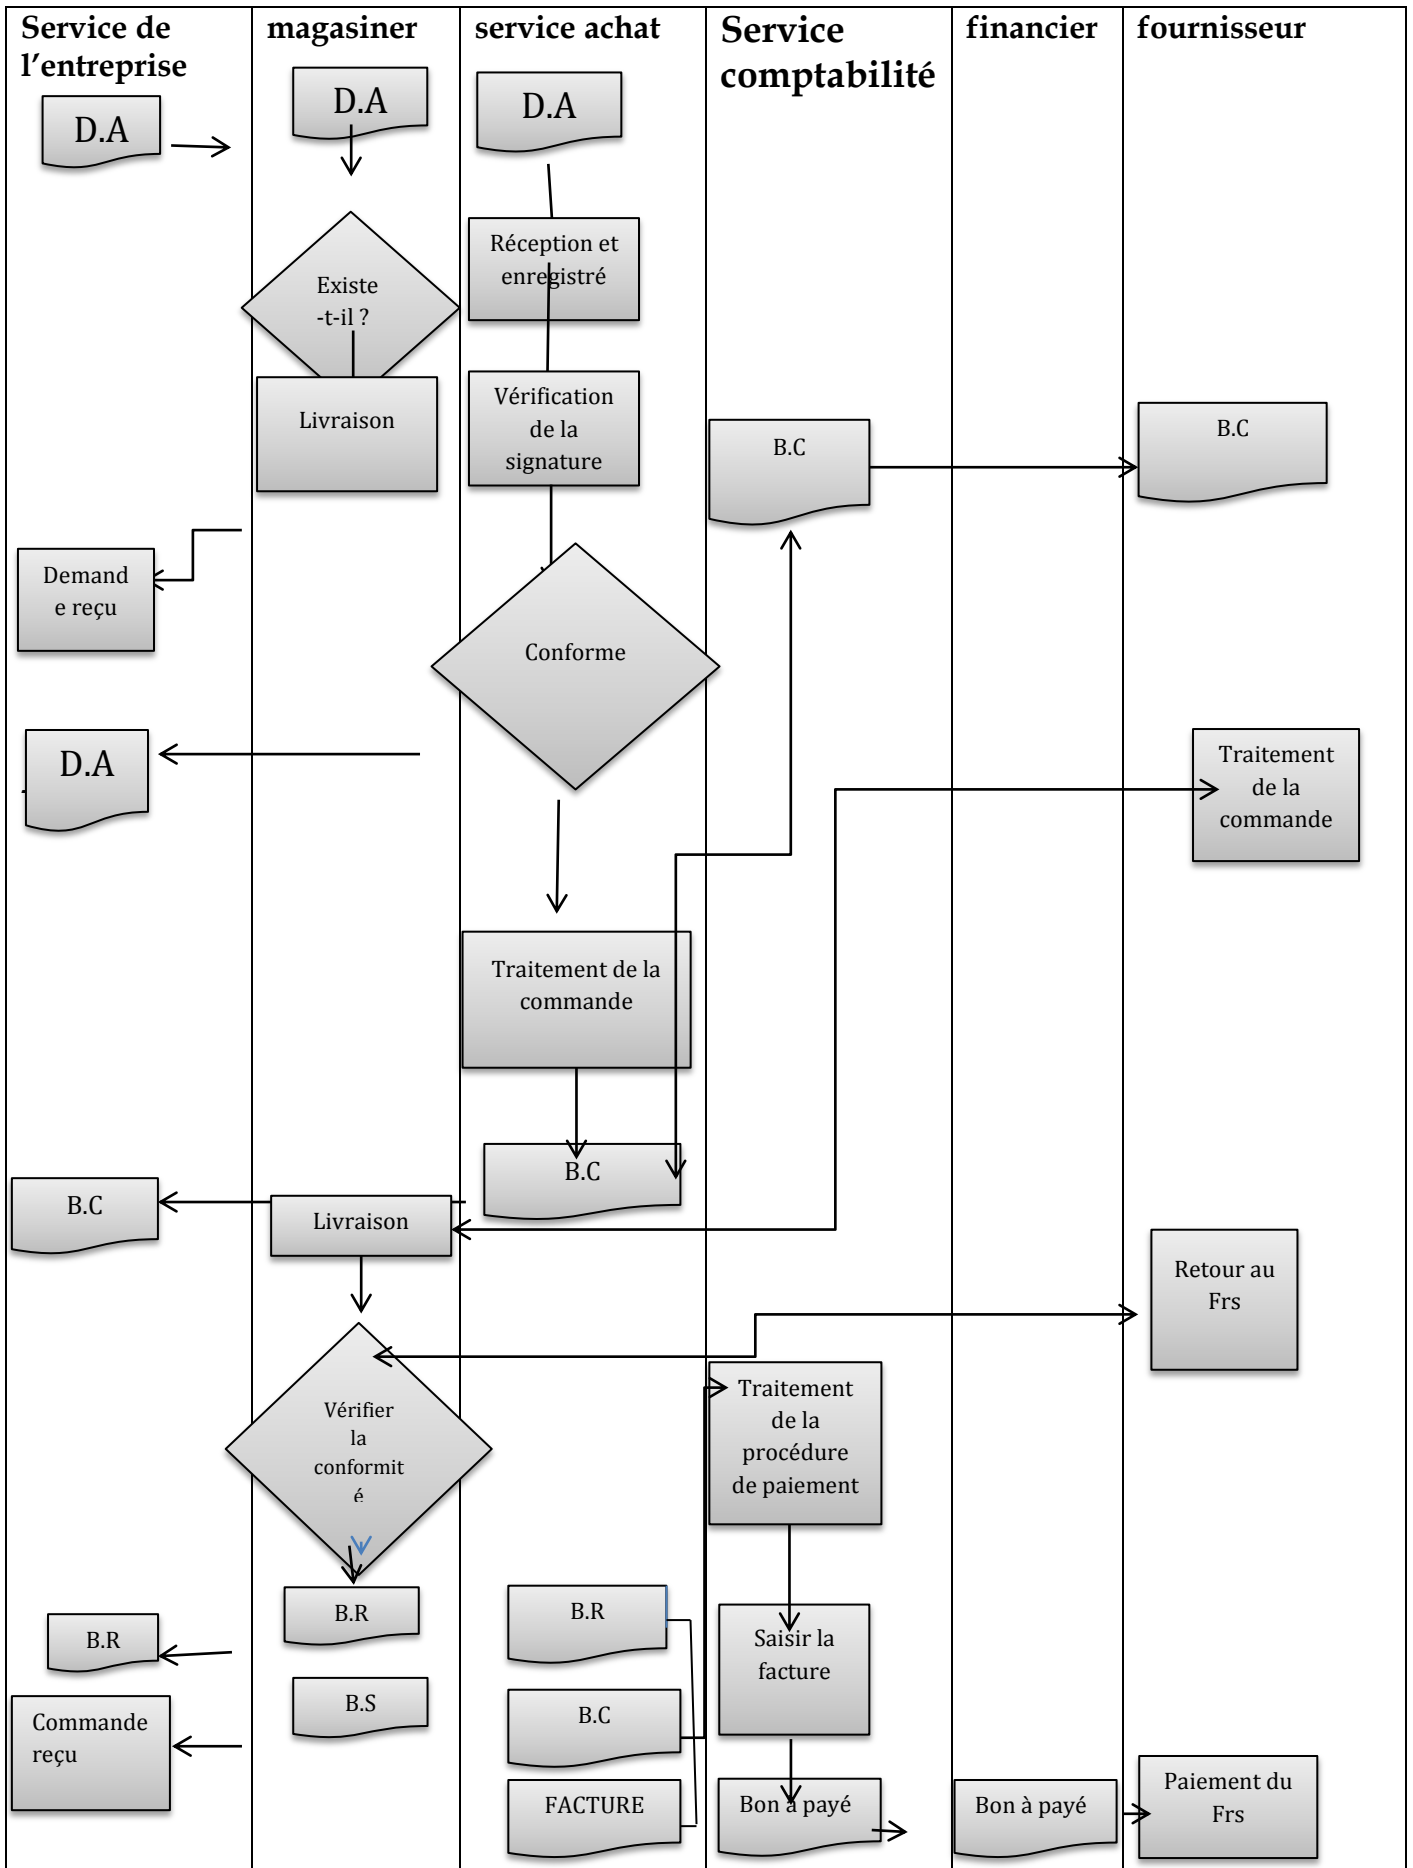 Service de
l’entreprise
magasiner
service achat
Service
comptabilité
financier
fournisseur
D.A
D.A
D.A
Existe
-t-il ?
Réception et
enregistré
Livraison
Vérification
de la
signature
B.C
B.C
Demand
e reçu
Conforme
D.A
Traitement
de la
commande
Traitement de la
commande
B.C
B.C
Livraison
Retour au
Frs
Vérifier
la
conformit
é
Traitement
de la
procédure
de paiement
B.R
B.R
B.R
Saisir la
facture
B.S
B.C
Commande
reçu
FACTURE
Bon à payé
Bon à payé
Paiement du
Frs